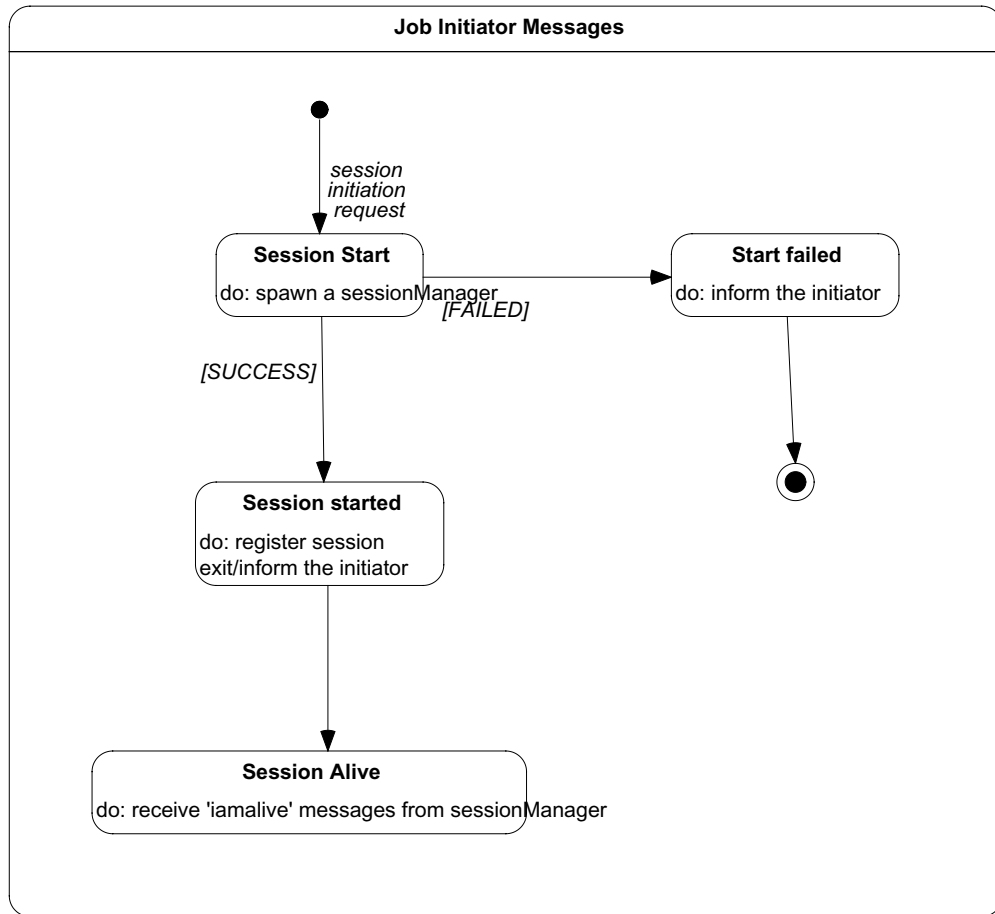 Job Initiator Messages
session
initiation
request
Session Start
do: spawn a sessionManager
[FAILED]
Start failed
do: inform the initiator
[SUCCESS]
Session started
do: register session
exit/inform the initiator
Session Alive
do: receive 'iamalive' messages from sessionManager